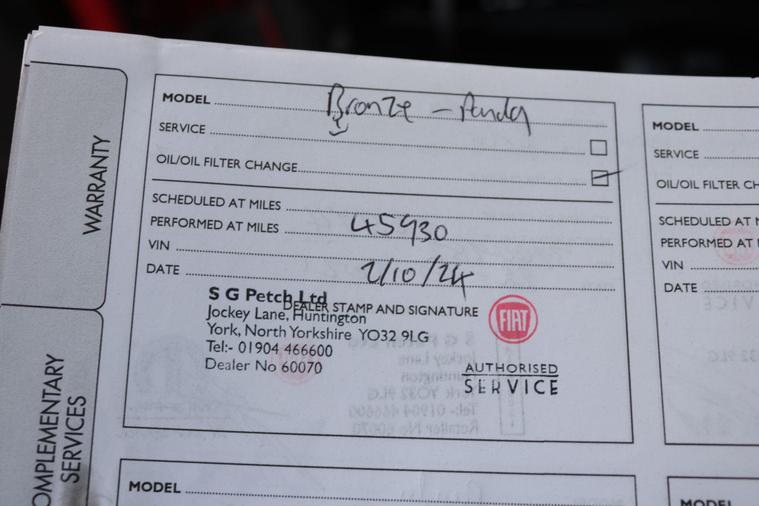 WARRANTY
OMPLEMENTARY
SERVICES
MODEL Bronze - Panda
SERVICE
OIL/OIL FILTER CHANGE
SCHEDULED AT MILES
PERFORMED AT MILES 45930
VIN
DATE 2/10/24
DEALER STAMP AND SIGNATURE
S G Petch Ltd
Jockey Lane, Huntington
York, North Yorkshire YO32 9LG
Tel:- 01904 466600
Dealer No 60070
FIAT
AUTHORISED
SERVICE
MODEL
SERVICE
OIL/OIL FILTER CH
SCHEDULED AT M
PERFORMED AT
VIN
DATE
MODEL
MODEL